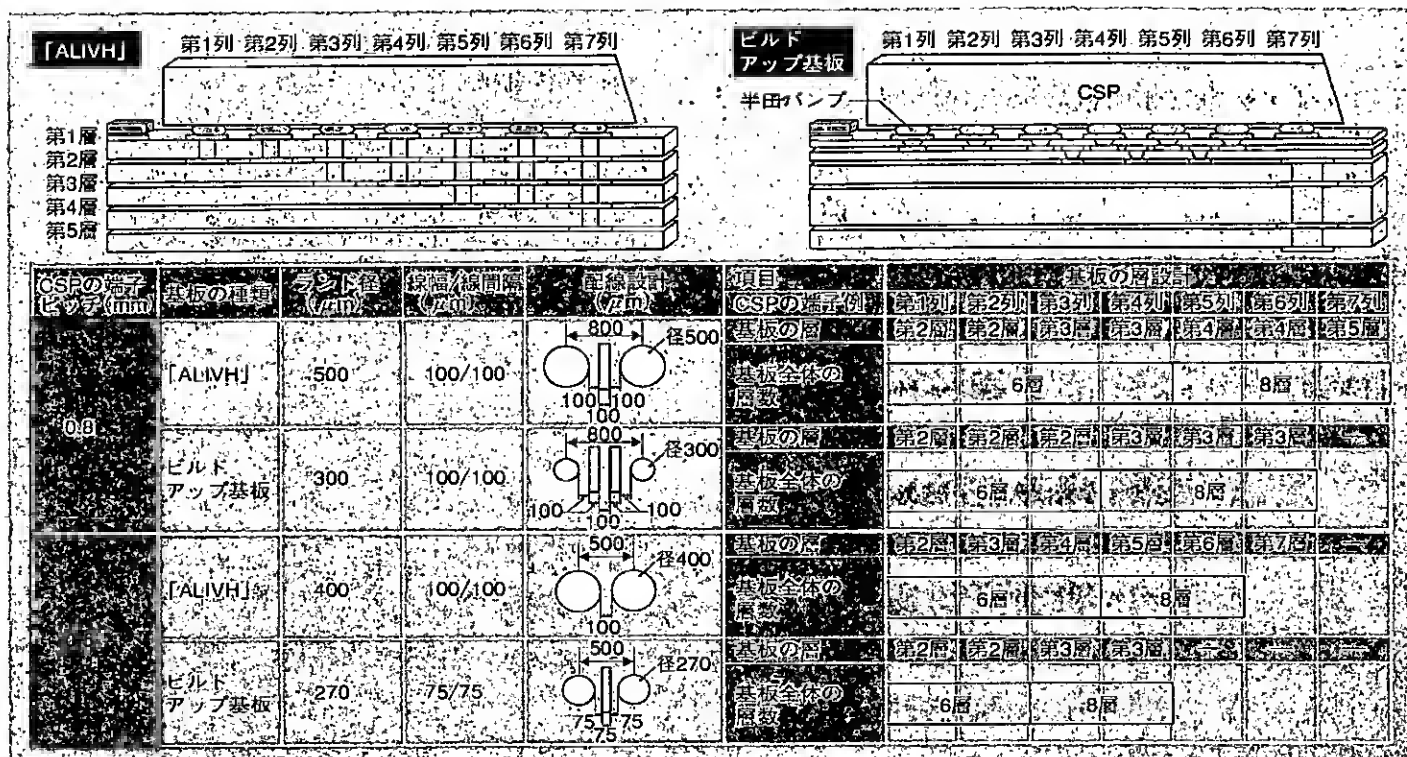 「ALIVH」
第1列 第2列 第3列 第4列 第5列 第6列 第7列
第1層
第2層
第3層
第4層
第5層
ビルド
アップ基板
第1列 第2列 第3列 第4列 第5列 第6列 第7列
半田バンプ
CSP
CSPの端子
ピッチ(mm)
基板の種類
ランド径
(μm)
線幅/線間隔
(μm)
配線設計
(μm)
項目
CSPの端子列
基板の層設計
第1列 第2列 第3列 第4列 第5列 第6列 第7列
0.8
「ALIVH」
500
100/100
800
径500
100 100
100
基板の層
第2層 第2層 第3層 第3層 第4層 第4層 第5層
基板全体の
層数
6層
8層
ビルド
アップ基板
300
100/100
800
径300
100 100
100
基板の層
第2層 第2層 第2層 第3層 第3層 第3層 —
基板全体の
層数
6層
8層
「ALIVH」
400
100/100
500
径400
100
基板の層
第2層 第3層 第4層 第5層 第6層 第7層 —
基板全体の
層数
6層
8層
ビルド
アップ基板
270
75/75
500
径270
75 75
75
基板の層
第2層 第2層 第3層 第3層 — — —
基板全体の
層数
6層
8層